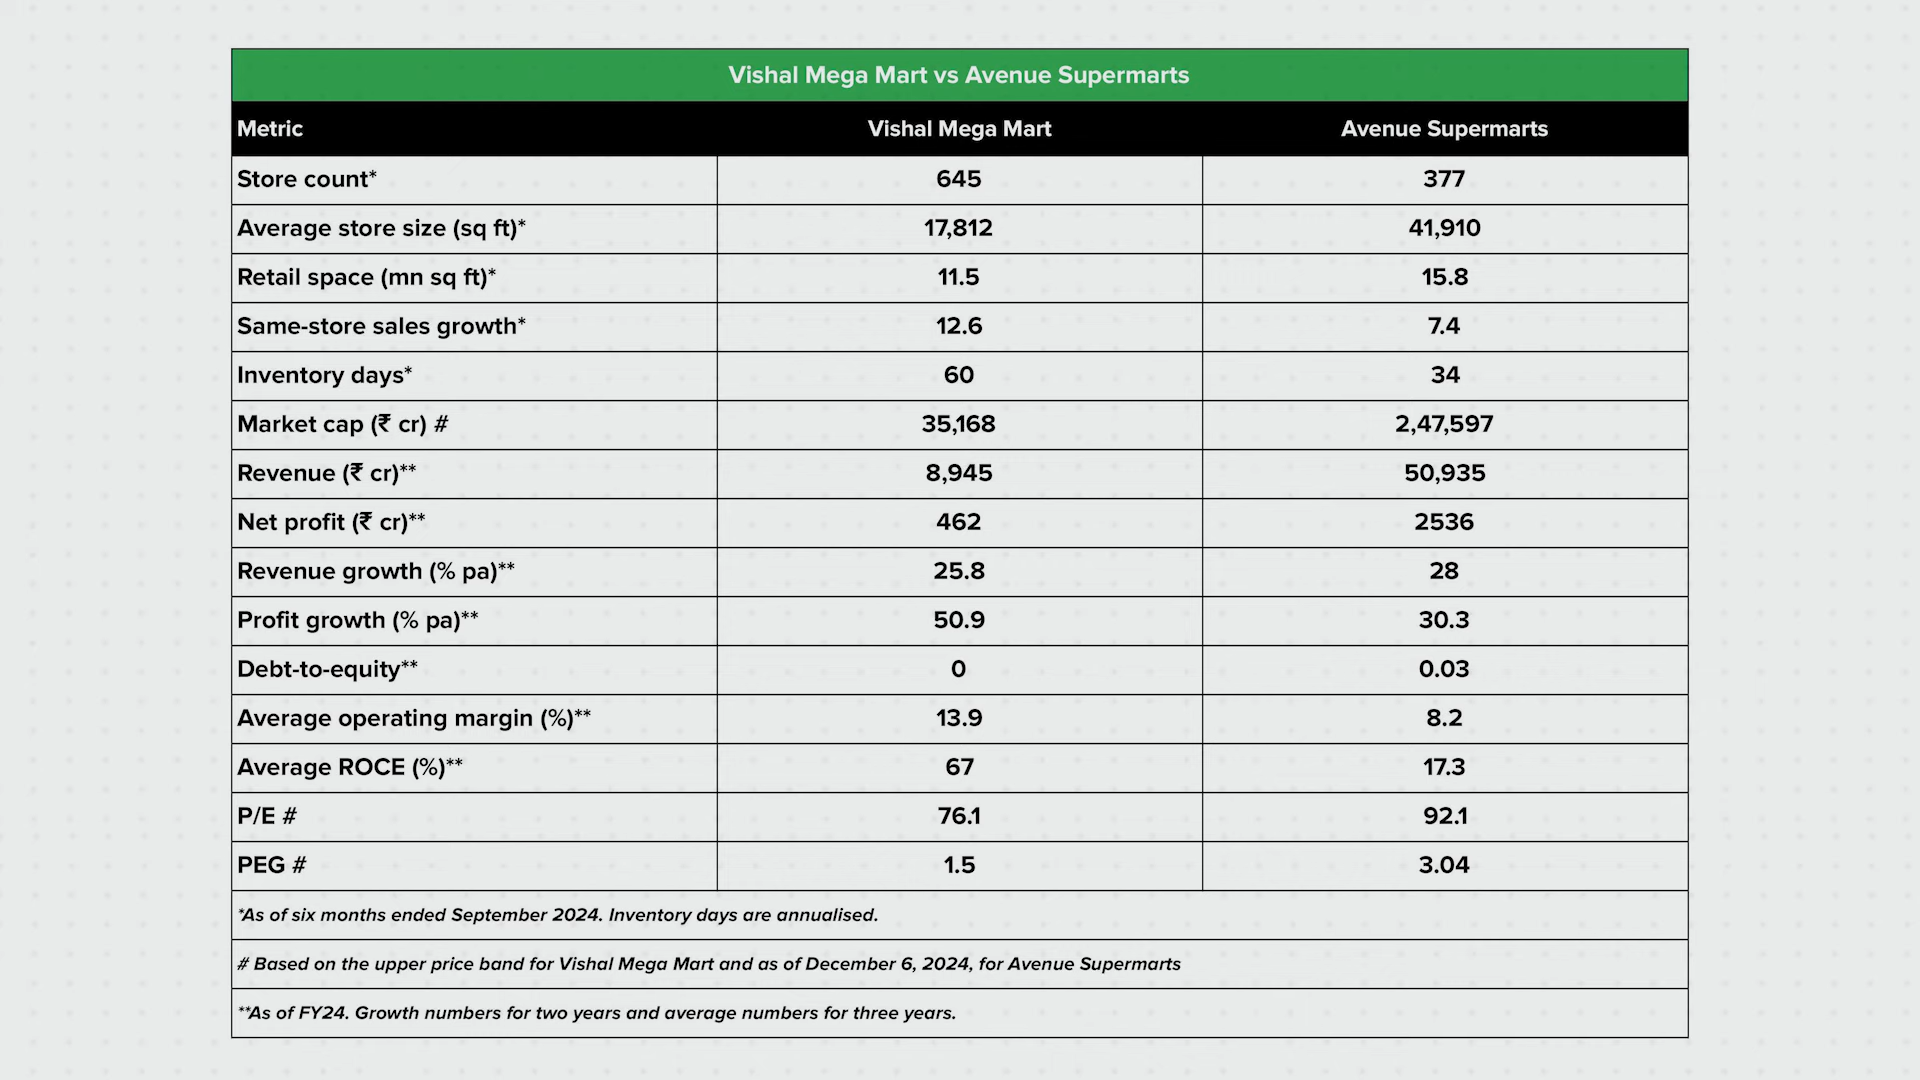 Vishal Mega Mart vs Avenue Supermarts
Metric Vishal Mega Mart Avenue Supermarts
Store count* 645 377
Average store size (sq ft)* 17,812 41,910
Retail space (mn sq ft)* 11.5 15.8
Same-store sales growth* 12.6 7.4
Inventory days* 60 34
Market cap (₹ cr) # 35,168 2,47,597
Revenue (₹ cr)** 8,945 50,935
Net profit (₹ cr)** 462 2536
Revenue growth (% pa)** 25.8 28
Profit growth (% pa)** 50.9 30.3
Debt-to-equity** 0 0.03
Average operating margin (%)** 13.9 8.2
Average ROCE (%)** 67 17.3
P/E # 76.1 92.1
PEG # 1.5 3.04
*As of six months ended September 2024. Inventory days are annualised.
# Based on the upper price band for Vishal Mega Mart and as of December 6, 2024, for Avenue Supermarts
**As of FY24. Growth numbers for two years and average numbers for three years.